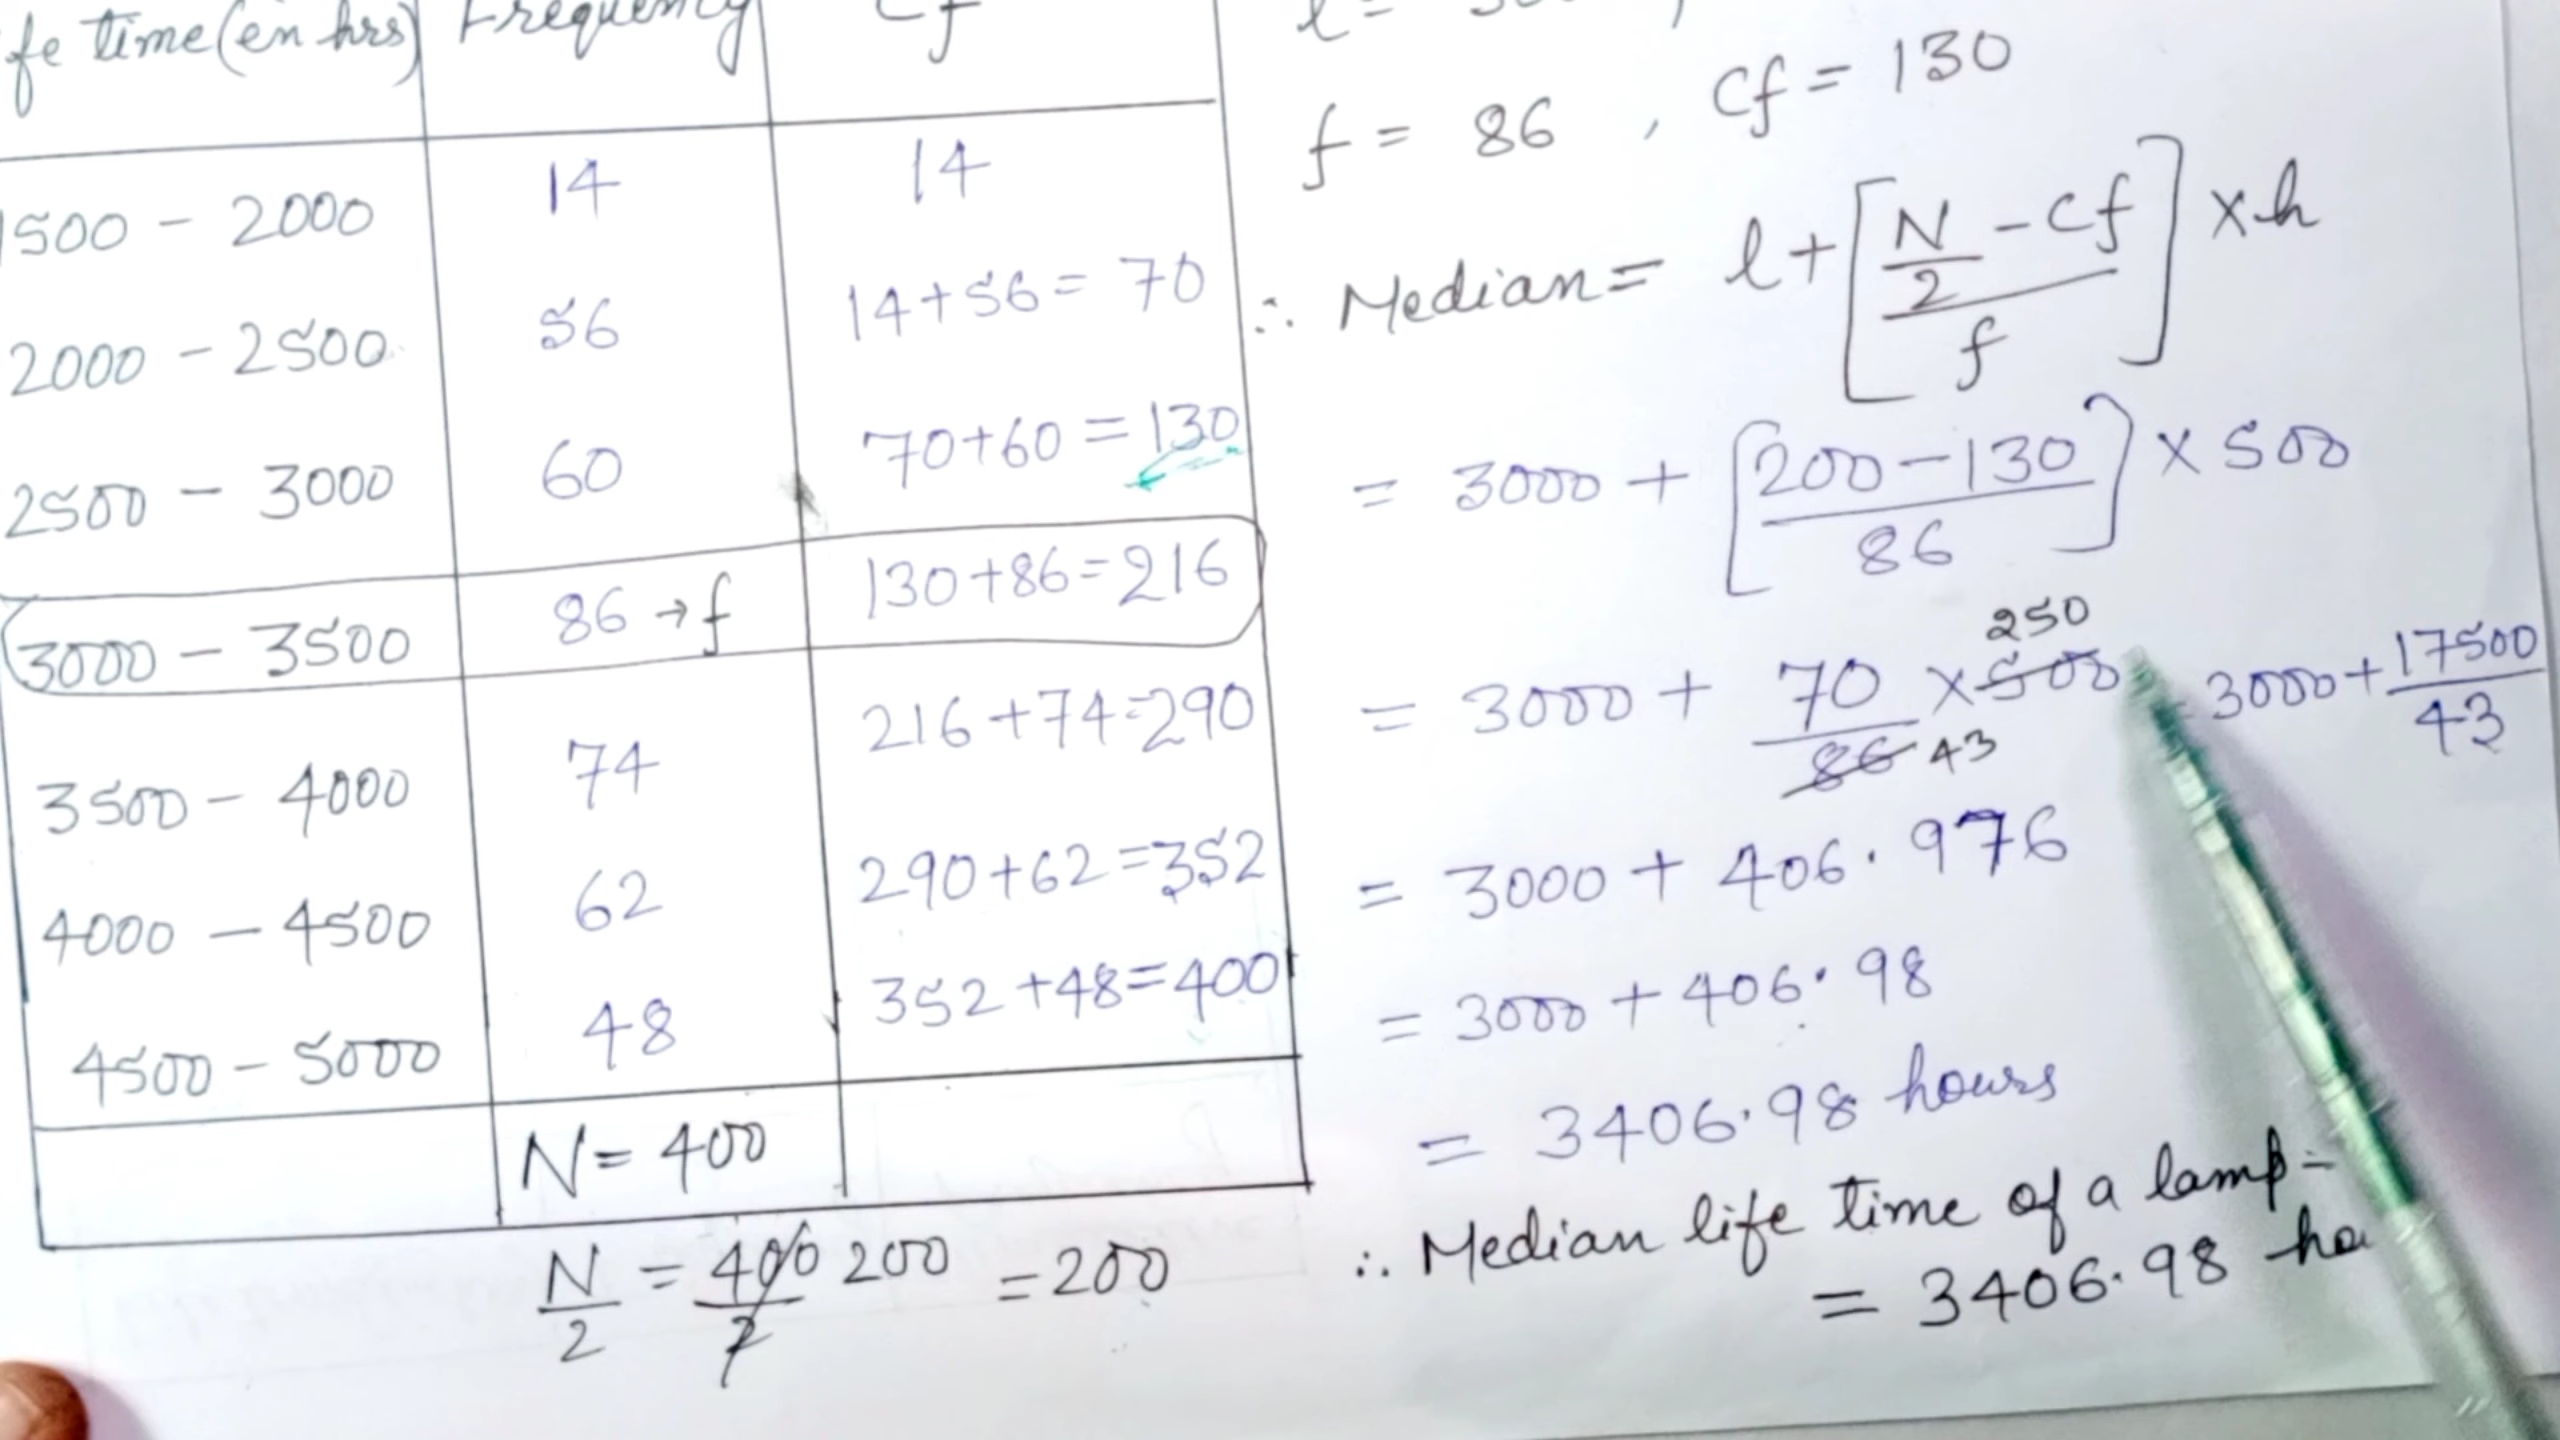 fe time (en hrs) Frequency Cf
1500 - 2000 14 14
2000 - 2500 56 14+56= 70
2500 - 3000 60 70+60 = 130
3000 - 3500 86 → f 130+86=216
3500 - 4000 74 216+74=290
4000 - 4500 62 290+62=352
4500 - 5000 48 352+48=400
N= 400
N/2 = 400/2 200 = 200
f = 86 , Cf = 130
∴ Median = l + [N/2 - cf / f] × h
= 3000 + [200-130 / 86] × 500
= 3000 + 70/86 43 × 500 250 3000 + 17500/43
= 3000 + 406.976
= 3000 + 406.98
= 3406.98 hours
∴ Median life time of a lamp =
= 3406.98